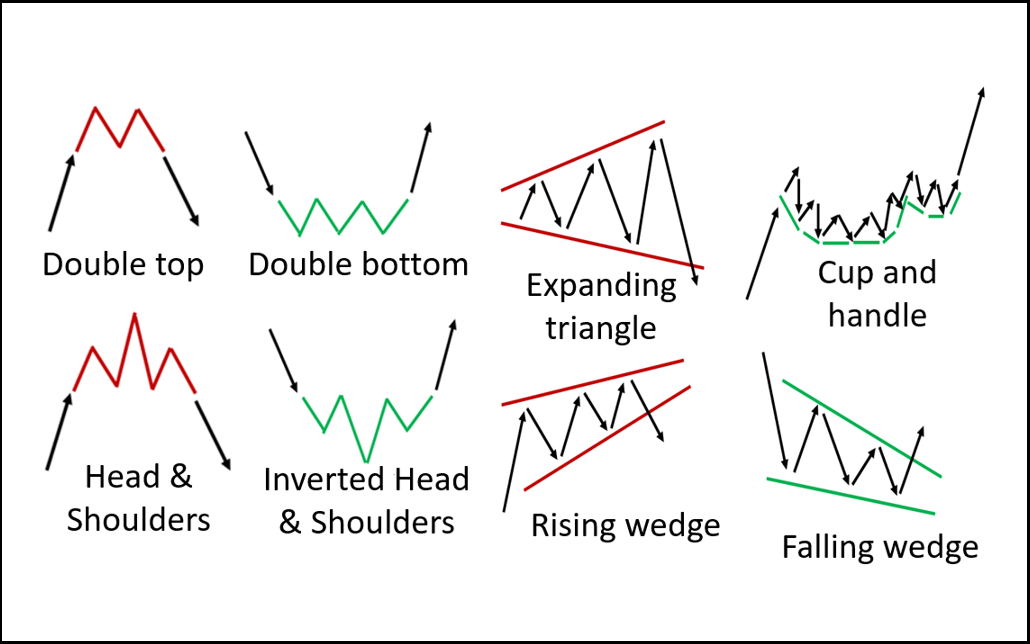 Double top
Double bottom
Expanding
triangle
Cup and
handle
Head &
Shoulders
Inverted Head
& Shoulders
Rising wedge
Falling wedge